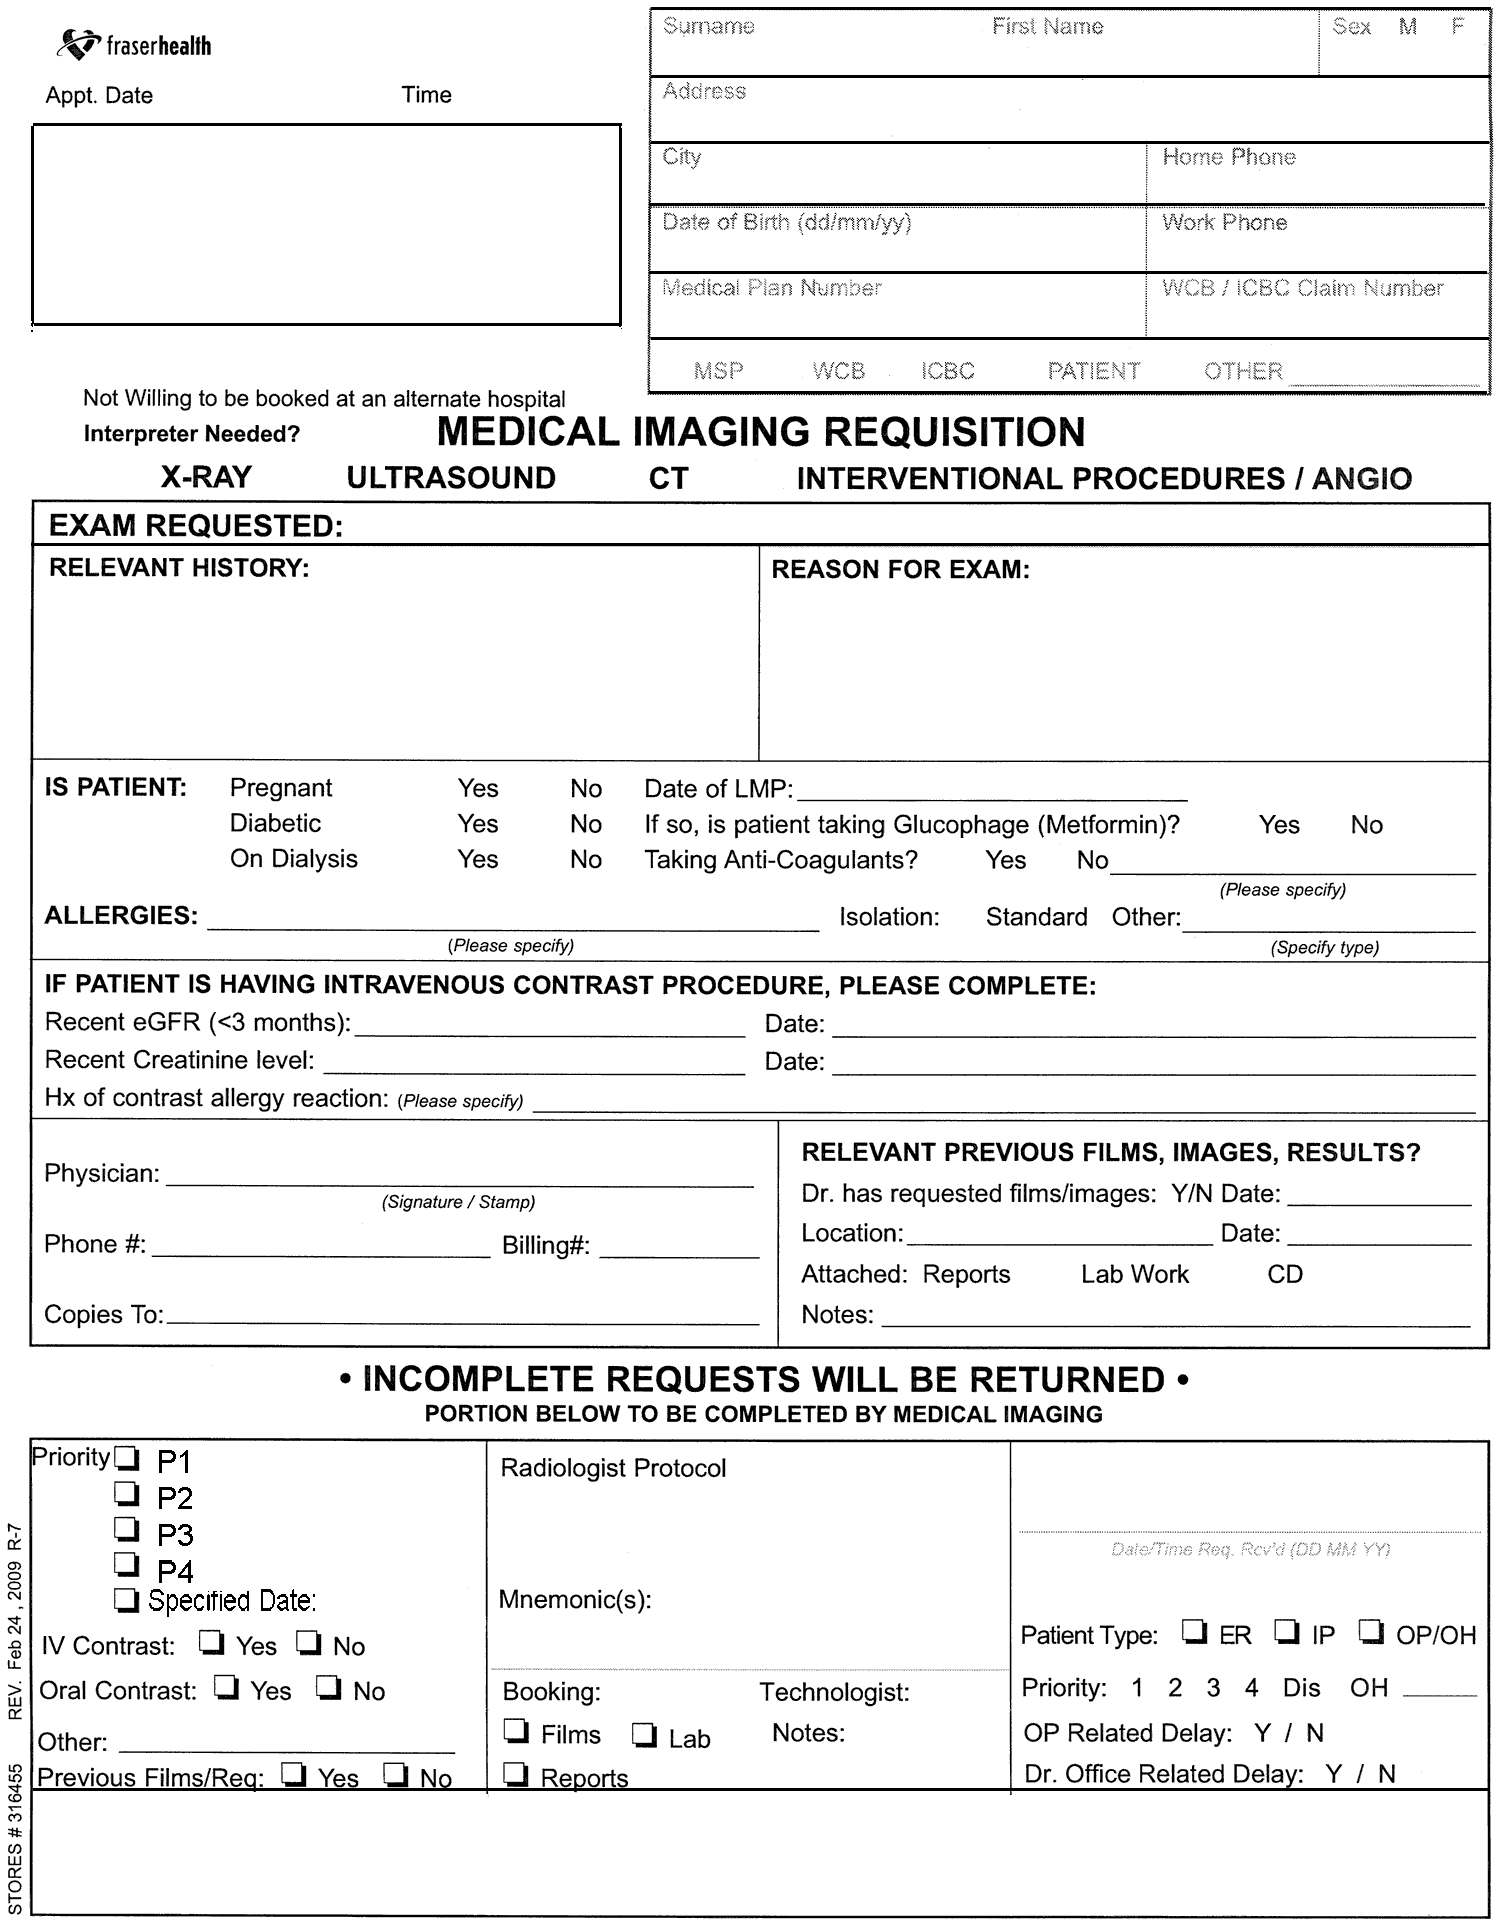 fraserhealth
Appt. Date Time
Surname First Name Sex M F
Address
City Home Phone
Date of Birth (dd/mm/yy) Work Phone
Medical Plan Number WCB / ICBC Claim Number
MSP WCB ICBC PATIENT OTHER
Not Willing to be booked at an alternate hospital
Interpreter Needed? MEDICAL IMAGING REQUISITION
X-RAY ULTRASOUND CT INTERVENTIONAL PROCEDURES / ANGIO
EXAM REQUESTED:
RELEVANT HISTORY: REASON FOR EXAM:
IS PATIENT: Pregnant Yes No Date of LMP:
Diabetic Yes No If so, is patient taking Glucophage (Metformin)? Yes No
On Dialysis Yes No Taking Anti-Coagulants? Yes No
(Please specify)
ALLERGIES: Isolation: Standard Other:
(Please specify) (Specify type)
IF PATIENT IS HAVING INTRAVENOUS CONTRAST PROCEDURE, PLEASE COMPLETE:
Recent eGFR (<3 months): Date:
Recent Creatinine level: Date:
Hx of contrast allergy reaction: (Please specify)
Physician:
(Signature / Stamp)
Phone #: Billing#:
Copies To:
RELEVANT PREVIOUS FILMS, IMAGES, RESULTS?
Dr. has requested films/images: Y/N Date:
Location: Date:
Attached: Reports Lab Work CD
Notes:
• INCOMPLETE REQUESTS WILL BE RETURNED •
PORTION BELOW TO BE COMPLETED BY MEDICAL IMAGING
Priority P1
P2
P3
P4
Specified Date:
IV Contrast: Yes No
Oral Contrast: Yes No
Other:
Previous Films/Req: Yes No
Radiologist Protocol
Mnemonic(s):
Booking: Technologist:
Films Lab Notes:
Reports
Date/Time Req. Rcv'd (DD MM YY)
Patient Type: ER IP OP/OH
Priority: 1 2 3 4 Dis OH
OP Related Delay: Y / N
Dr. Office Related Delay: Y / N
STORES # 316455 REV. Feb 24 , 2009 R-7